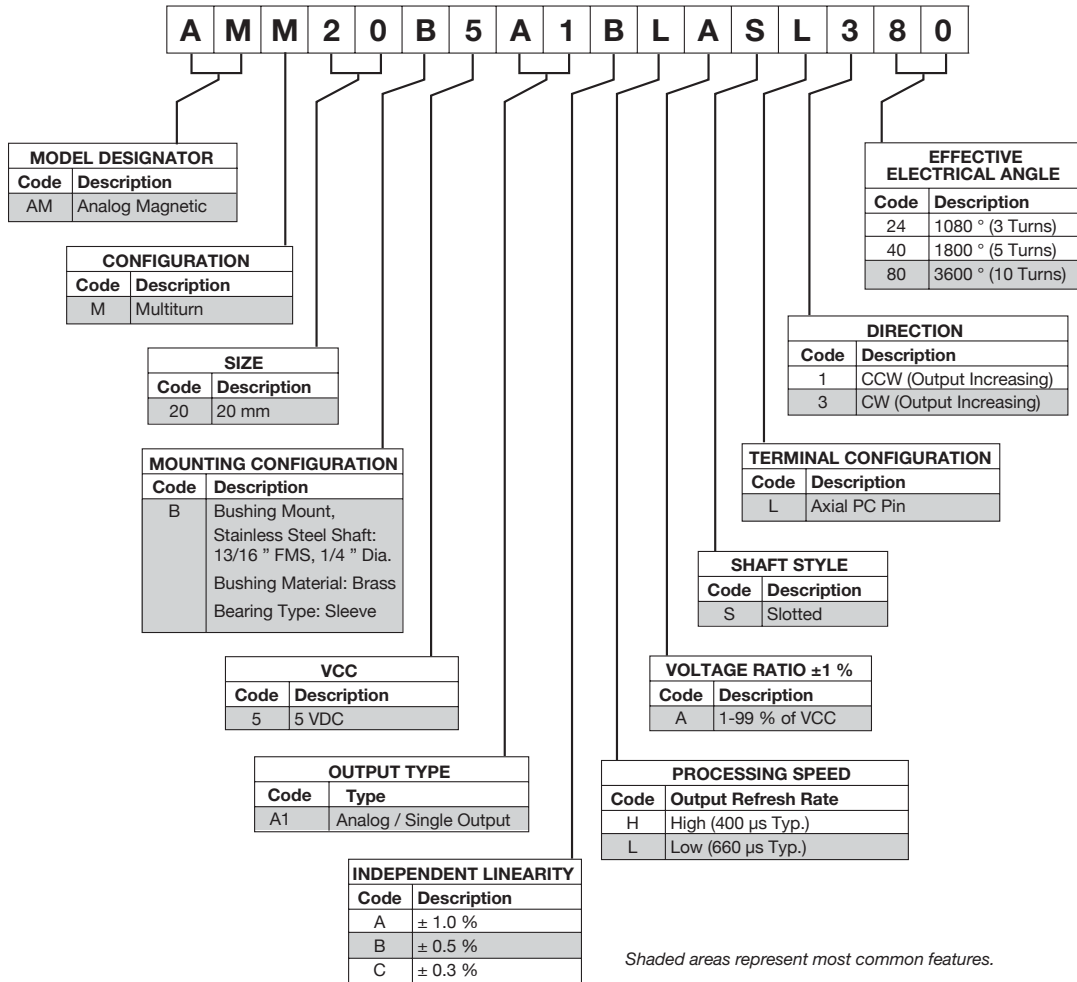 A M M 2 0 B 5 A 1 B L A S L 3 8 0
MODEL DESIGNATOR
Code Description
AM Analog Magnetic
CONFIGURATION
Code Description
M Multiturn
SIZE
Code Description
20 20 mm
MOUNTING CONFIGURATION
Code Description
B Bushing Mount,
Stainless Steel Shaft:
13/16 ” FMS, 1/4 ” Dia.
Bushing Material: Brass
Bearing Type: Sleeve
VCC
Code Description
5 5 VDC
OUTPUT TYPE
Code Type
A1 Analog / Single Output
INDEPENDENT LINEARITY
Code Description
A ± 1.0 %
B ± 0.5 %
C ± 0.3 %
EFFECTIVE
ELECTRICAL ANGLE
Code Description
24 1080 ° (3 Turns)
40 1800 ° (5 Turns)
80 3600 ° (10 Turns)
DIRECTION
Code Description
1 CCW (Output Increasing)
3 CW (Output Increasing)
TERMINAL CONFIGURATION
Code Description
L Axial PC Pin
SHAFT STYLE
Code Description
S Slotted
VOLTAGE RATIO ±1 %
Code Description
A 1-99 % of VCC
PROCESSING SPEED
Code Output Refresh Rate
H High (400 µs Typ.)
L Low (660 µs Typ.)
Shaded areas represent most common features.